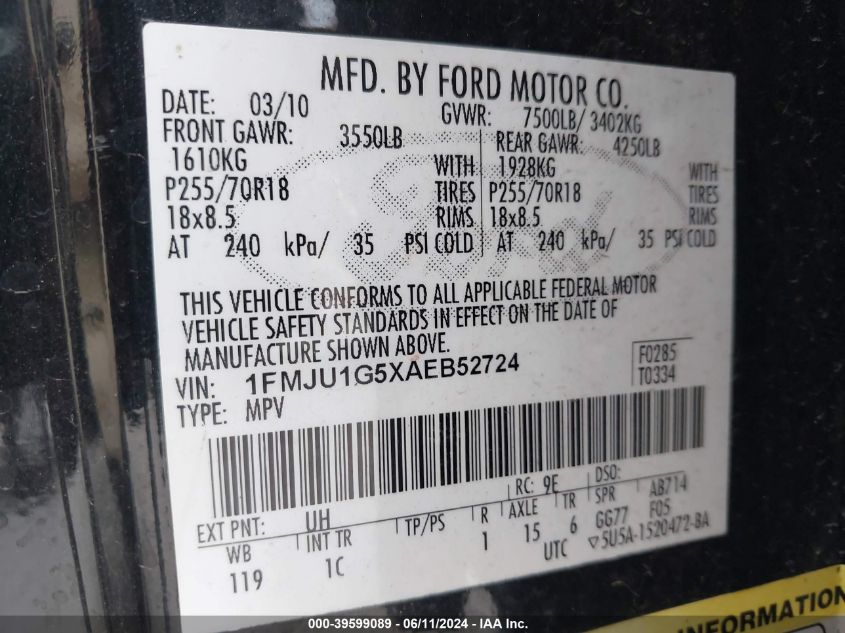 MFD. BY FORD MOTOR CO.
DATE: 03/10 GVWR: 7500LB/ 3402KG
FRONT GAWR: 3550LB REAR GAWR: 4250LB
1610KG WITH 1928KG WITH
P255/70R18 TIRES P255/70R18 TIRES
18x8.5 RIMS 18x8.5 RIMS
AT 240 kPa/ 35 PSI COLD AT 240 kPa/ 35 PSI COLD
THIS VEHICLE CONFORMS TO ALL APPLICABLE FEDERAL MOTOR
VEHICLE SAFETY STANDARDS IN EFFECT ON THE DATE OF
MANUFACTURE SHOWN ABOVE.
F0285
VIN: 1FMJU1G5XAEB52724
T0334
TYPE: MPV
EXT PNT: UH RC: 9E DSO:
WB INT TR TP/PS R AXLE TR SPR AB714
119 1C 1 15 6 GG77 F05
UTC ▽5U5A-1520472-BA
INFORMATION
000-39599089 - 06/11/2024 - IAA Inc.